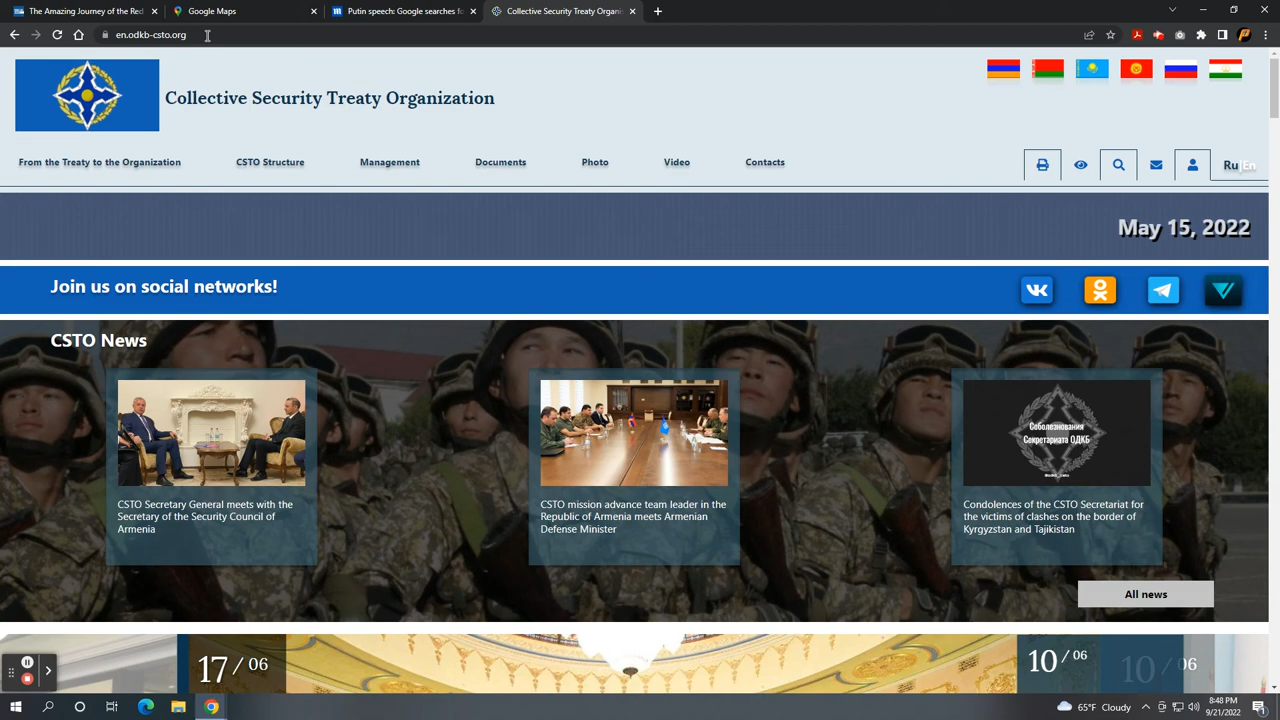 The Amazing Journey of the Red
Google Maps
Putin speech: Google searches fo
Collective Security Treaty Organi
en.odkb-csto.org
Collective Security Treaty Organization
From the Treaty to the Organization
CSTO Structure
Management
Documents
Photo
Video
Contacts
Ru|En
May 15, 2022
Join us on social networks!
CSTO News
Соболезнования
Секретариата ОДКБ
CSTO Secretary General meets with the
Secretary of the Security Council of
Armenia
CSTO mission advance team leader in the
Republic of Armenia meets Armenian
Defense Minister
Condolences of the CSTO Secretariat for
the victims of clashes on the border of
Kyrgyzstan and Tajikistan
All news
17/06
10/06
10/06
65°F Cloudy
8:48 PM
9/21/2022